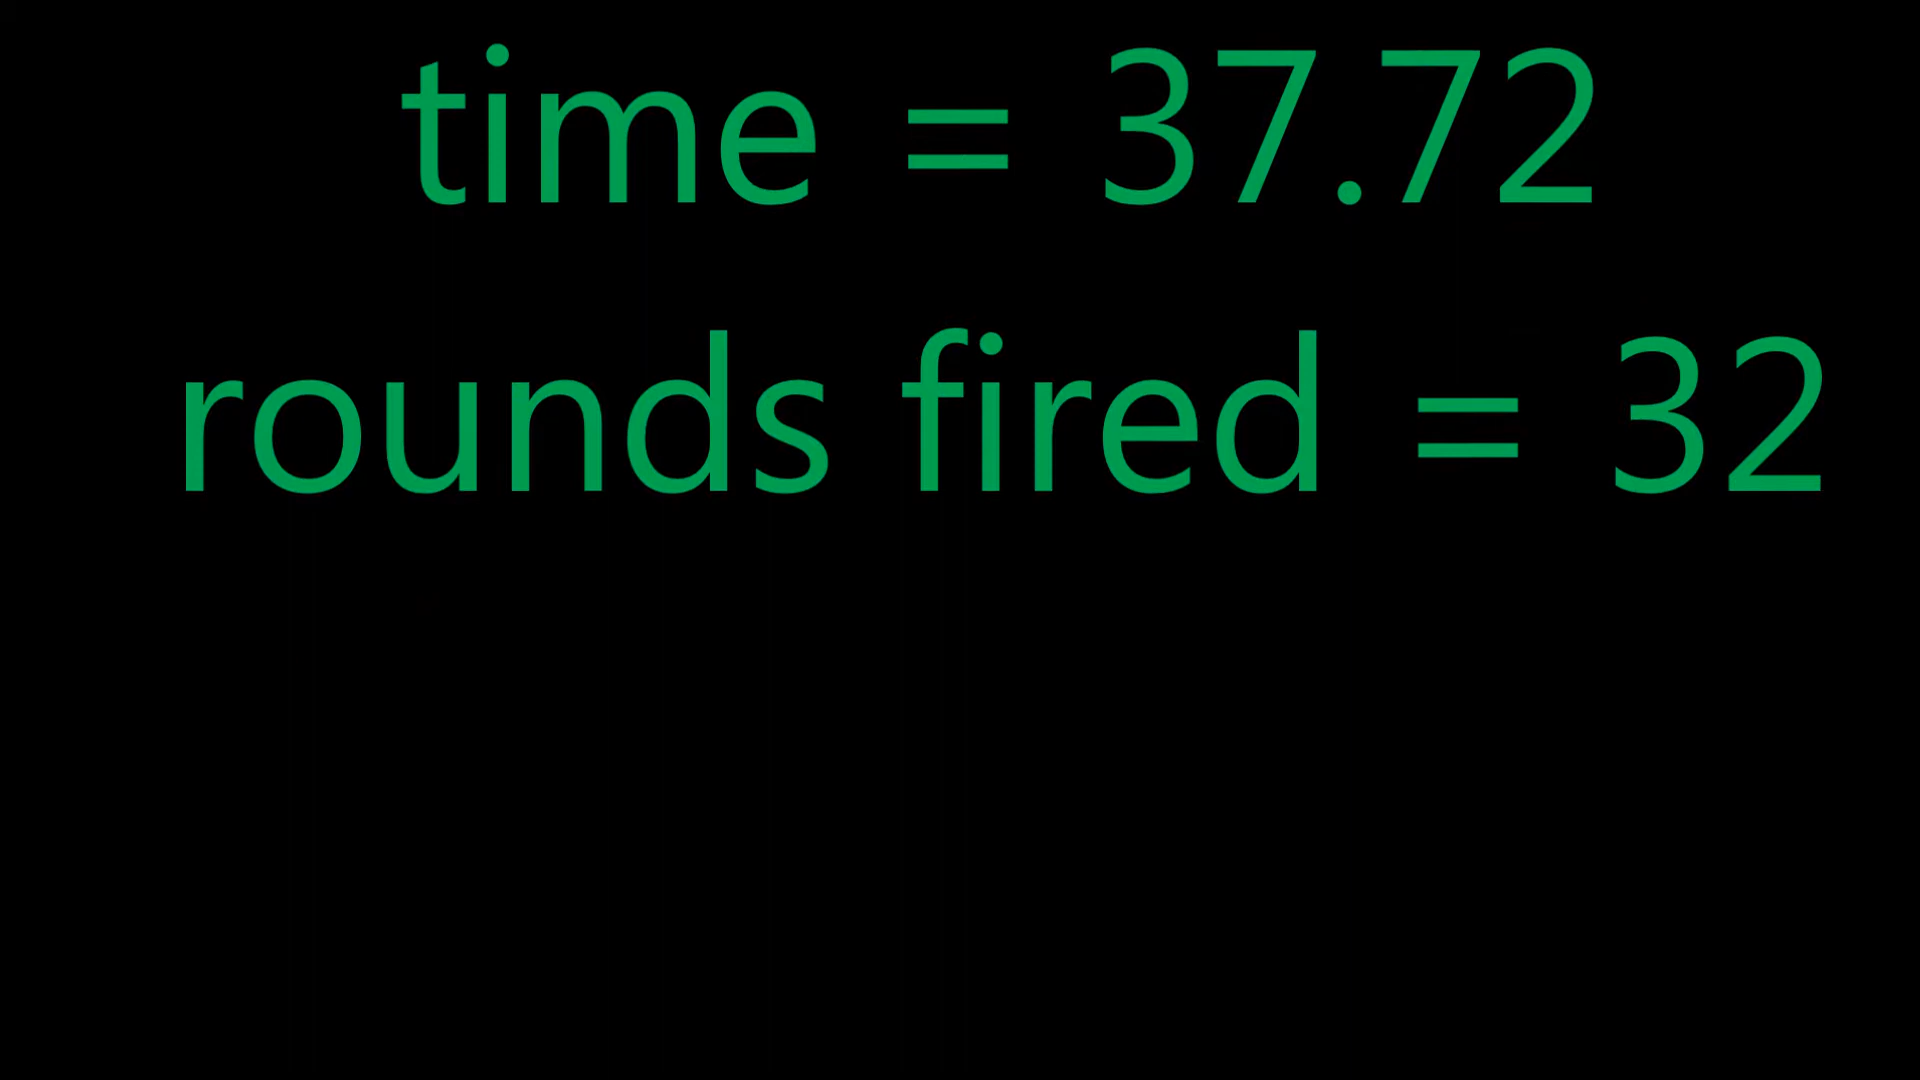 time = 37.72
rounds fired = 32